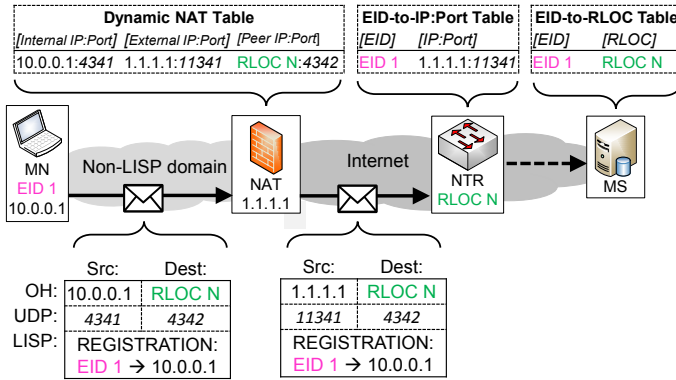 Dynamic NAT Table
[Internal IP:Port] [External IP:Port] [Peer IP:Port]
10.0.0.1:4341 1.1.1.1:11341 RLOC N:4342
EID-to-IP:Port Table
[EID] [IP:Port]
EID 1 1.1.1.1:11341
EID-to-RLOC Table
[EID] [RLOC]
EID 1 RLOC N
MN
EID 1
10.0.0.1
Non-LISP domain
NAT
1.1.1.1
Internet
NTR
RLOC N
MS
Src: Dest:
OH: 10.0.0.1 RLOC N
UDP: 4341 4342
LISP: REGISTRATION:
EID 1 → 10.0.0.1
Src: Dest:
1.1.1.1 RLOC N
11341 4342
REGISTRATION:
EID 1 → 10.0.0.1